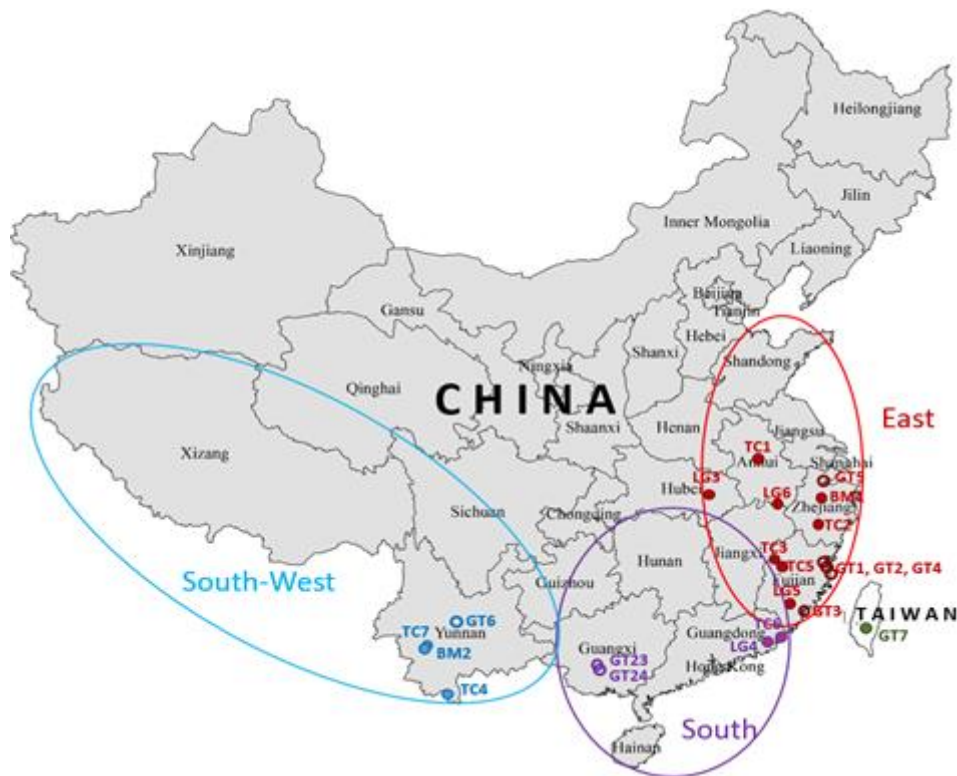 Heilongjiang
Jilin
Inner Mongolia
Liaoning
Xinjiang
Gansu
Beijing
Tianjin
Hebei
Shanxi
Shandong
Ningxia
Qinghai
CHINA
Shaanxi
Henan
Jiangsu
East
TC1
Anhui
Shanghai
GT5
Xizang
Hubei
LG3
LG6
BM1
Zhejiang
TC2
Sichuan
Chongqing
Hunan
Jiangxi
TC3
TC5
GT1, GT2, GT4
South-West
Guizhou
Fujian
LG5
GT3
TAIWAN
GT7
GT6
Yunnan
TC7
BM2
TC4
Guangxi
GT23
GT24
Guangdong
TC6
LG4
Hong Kong
South
Hainan